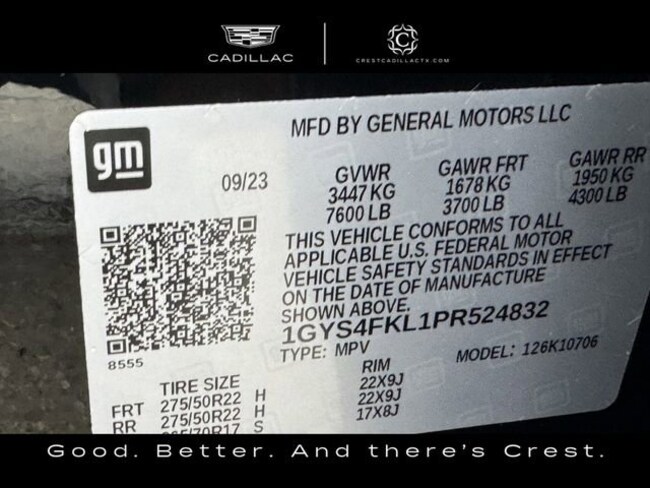 CADILLAC
CRESTCADILLACTX.COM
gm
MFD BY GENERAL MOTORS LLC
09/23
GVWR GAWR FRT GAWR RR
3447 KG 1678 KG 1950 KG
7600 LB 3700 LB 4300 LB
THIS VEHICLE CONFORMS TO ALL
APPLICABLE U.S. FEDERAL MOTOR
VEHICLE SAFETY STANDARDS IN EFFECT
ON THE DATE OF MANUFACTURE
SHOWN ABOVE.
1GYS4FKL1PR524832
TYPE: MPV MODEL: 126K10706
8555
TIRE SIZE RIM
FRT 275/50R22 H 22X9J
RR 275/50R22 H 22X9J
R17 S 17X8J
Good. Better. And there's Crest.